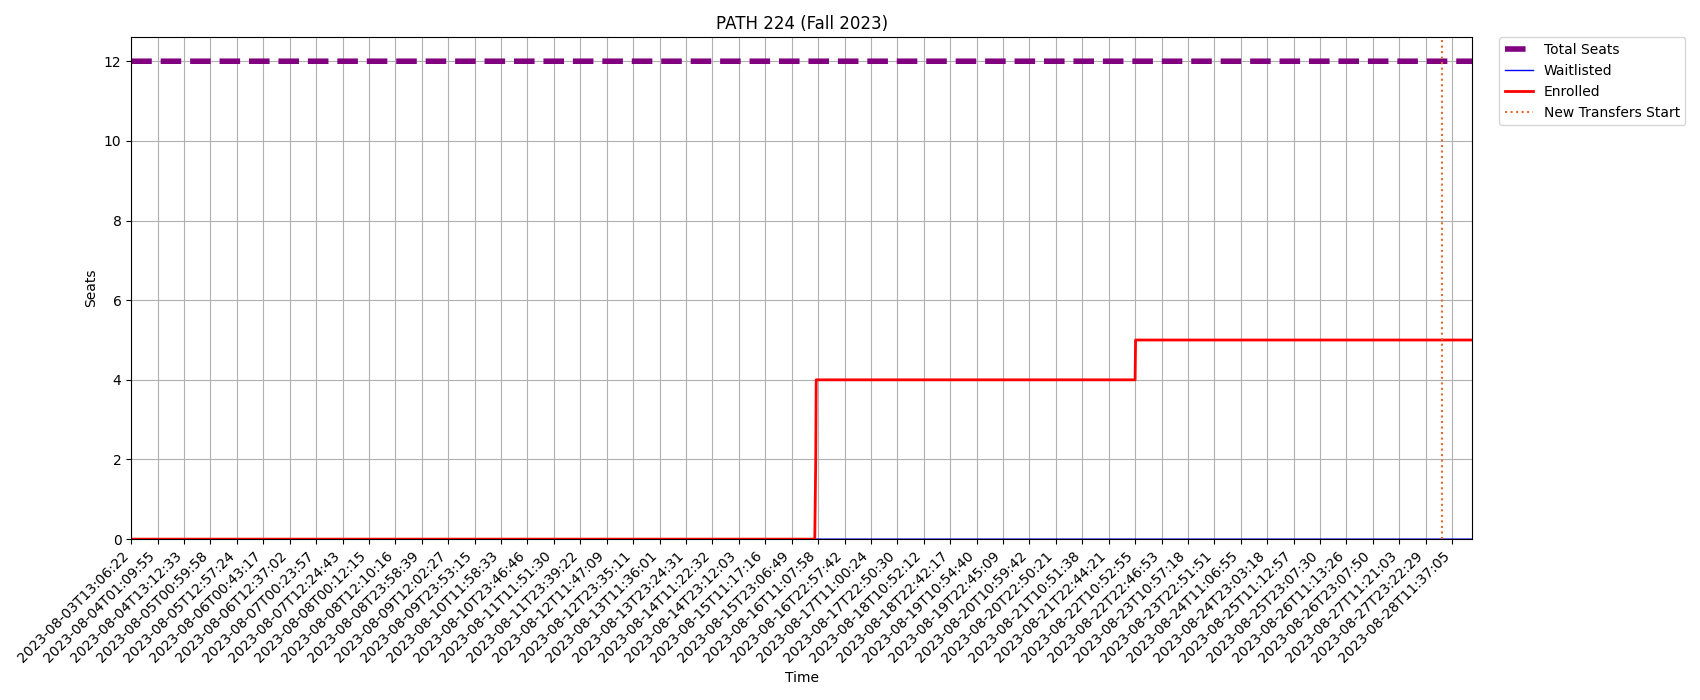 PATH 224 (Fall 2023)
Total Seats
Waitlisted
Enrolled
New Transfers Start
Seats
12
10
8
6
4
2
0
2023-08-03T13:06:22
2023-08-04T01:09:55
2023-08-04T13:12:33
2023-08-05T00:59:58
2023-08-05T12:57:24
2023-08-06T00:43:17
2023-08-06T12:37:02
2023-08-07T00:23:57
2023-08-07T12:24:43
2023-08-08T00:12:15
2023-08-08T12:10:16
2023-08-08T23:58:39
2023-08-09T12:02:27
2023-08-09T23:53:15
2023-08-10T11:58:33
2023-08-10T23:46:46
2023-08-11T11:51:30
2023-08-11T23:39:22
2023-08-12T11:47:09
2023-08-12T23:35:11
2023-08-13T11:36:01
2023-08-13T23:24:31
2023-08-14T11:22:32
2023-08-14T23:12:03
2023-08-15T11:17:16
2023-08-15T23:06:49
2023-08-16T11:07:58
2023-08-16T22:57:42
2023-08-17T11:00:24
2023-08-17T22:50:30
2023-08-18T10:52:12
2023-08-18T22:42:17
2023-08-19T10:54:40
2023-08-19T22:45:09
2023-08-20T10:59:42
2023-08-20T22:50:21
2023-08-21T10:51:38
2023-08-21T22:44:21
2023-08-22T10:52:55
2023-08-22T22:46:53
2023-08-23T10:57:18
2023-08-23T22:51:51
2023-08-24T11:06:55
2023-08-24T23:03:18
2023-08-25T11:12:57
2023-08-25T23:07:30
2023-08-26T11:13:26
2023-08-26T23:07:50
2023-08-27T11:21:03
2023-08-27T23:22:29
2023-08-28T11:37:05
Time